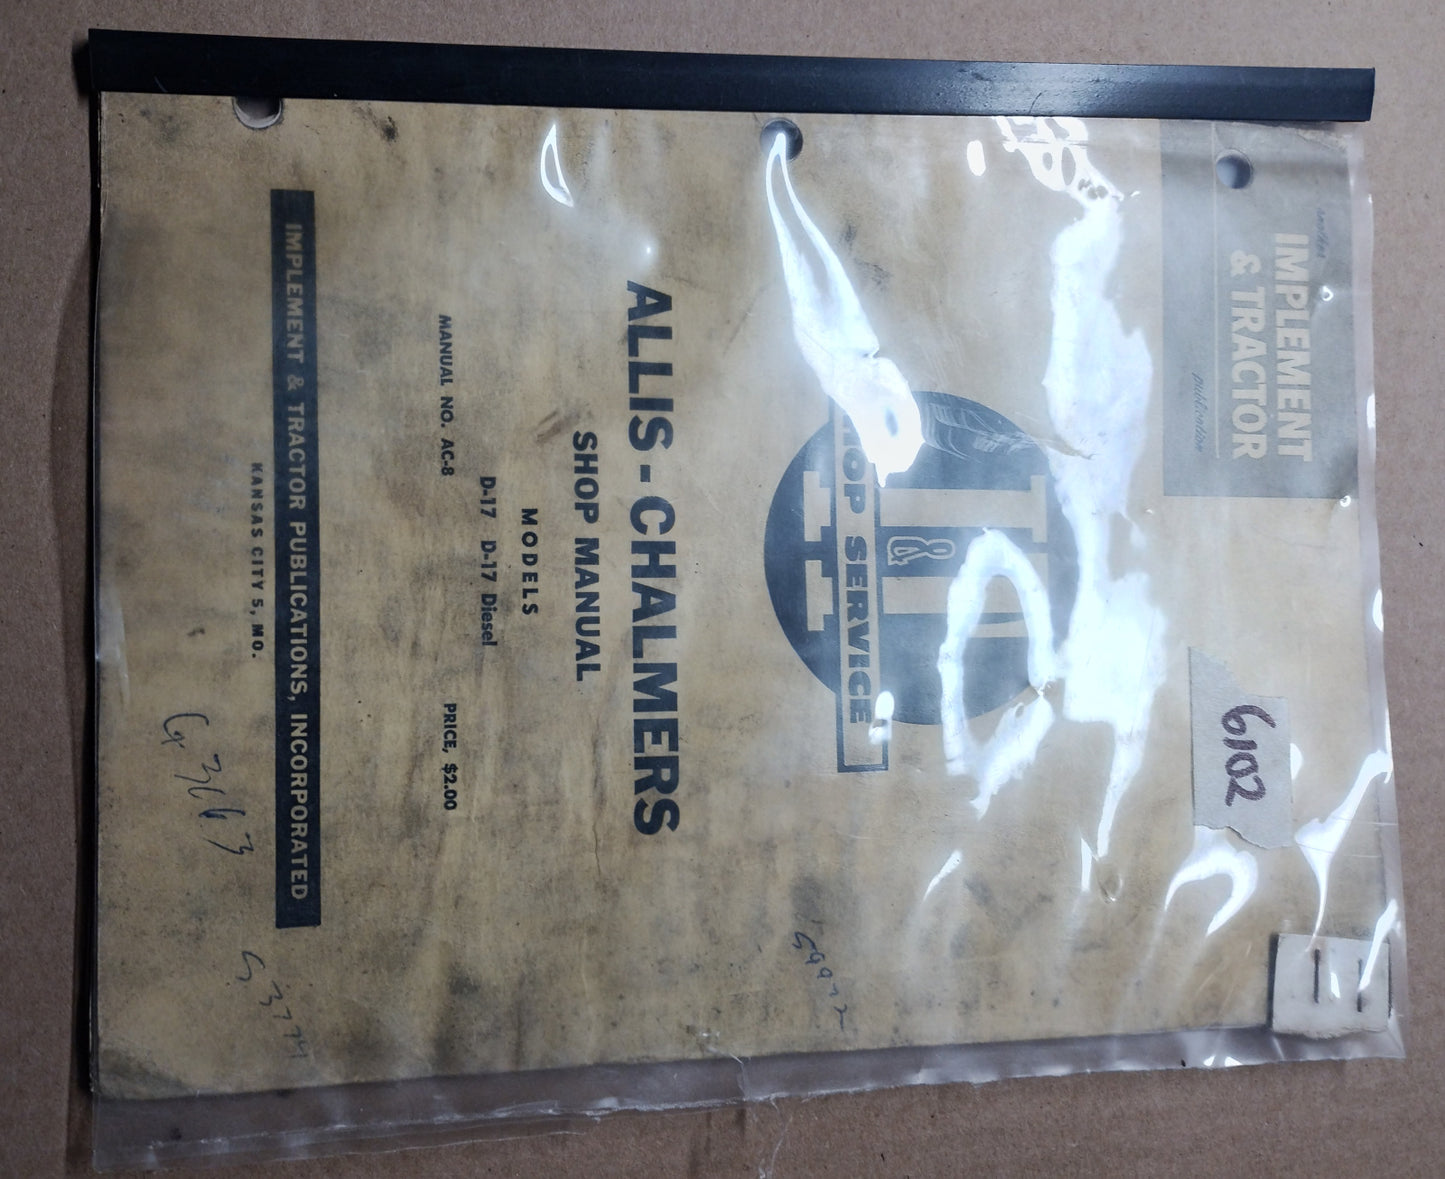 another
IMPLEMENT
& TRACTOR
publication
6102
I & T
SHOP SERVICE
ALLIS-CHALMERS
SHOP MANUAL
MODELS
D-17 D-17 Diesel
MANUAL NO. AC-8 PRICE, $2.00
IMPLEMENT & TRACTOR PUBLICATIONS, INCORPORATED
KANSAS CITY 5, MO.